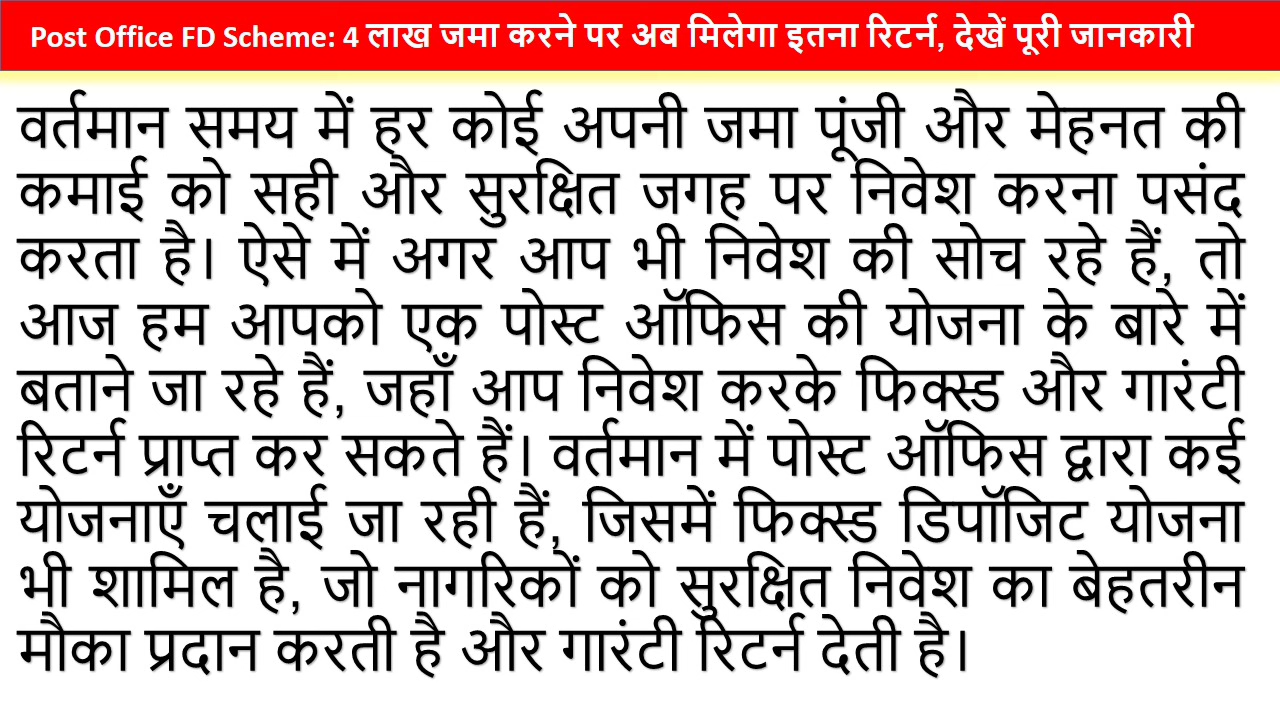 Post Office FD Scheme: 4 लाख जमा करने पर अब मिलेगा इतना रिटर्न, देखें पूरी जानकारी
वर्तमान समय में हर कोई अपनी जमा पूंजी और मेहनत की
कमाई को सही और सुरक्षित जगह पर निवेश करना पसंद
करता है। ऐसे में अगर आप भी निवेश की सोच रहे हैं, तो
आज हम आपको एक पोस्ट ऑफिस की योजना के बारे में
बताने जा रहे हैं, जहाँ आप निवेश करके फिक्स्ड और गारंटी
रिटर्न प्राप्त कर सकते हैं। वर्तमान में पोस्ट ऑफिस द्वारा कई
योजनाएँ चलाई जा रही हैं, जिसमें फिक्स्ड डिपॉजिट योजना
भी शामिल है, जो नागरिकों को सुरक्षित निवेश का बेहतरीन
मौका प्रदान करती है और गारंटी रिटर्न देती है।